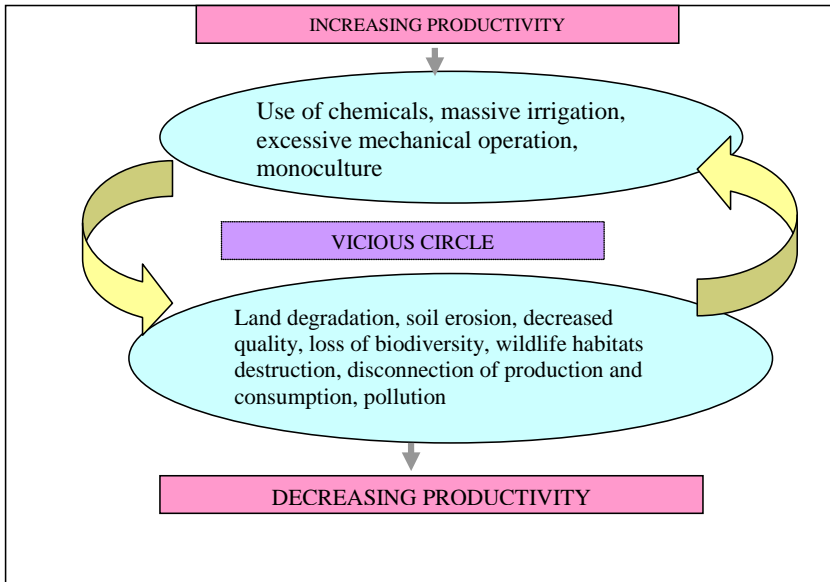 INCREASING PRODUCTIVITY
Use of chemicals, massive irrigation,
excessive mechanical operation,
monoculture
VICIOUS CIRCLE
Land degradation, soil erosion, decreased
quality, loss of biodiversity, wildlife habitats
destruction, disconnection of production and
consumption, pollution
DECREASING PRODUCTIVITY